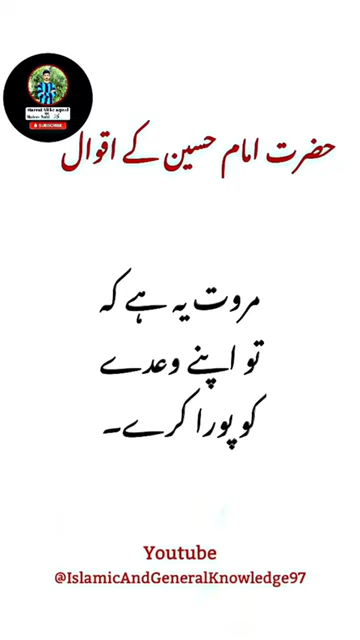 حضرت امام حسین کے اقوال
مروت یہ ہے کہ
تو اپنے وعدے
کو پورا کرے۔
Youtube
@IslamicAndGeneralKnowledge97